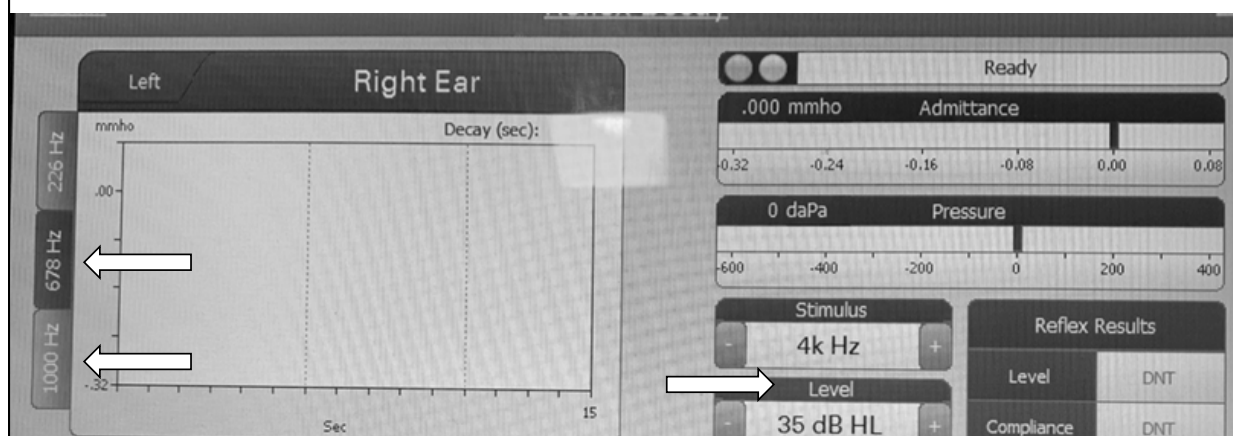 Left
Right Ear
mmho
Decay (sec):
226 Hz
678 Hz
1000 Hz
.00
-.32
15
Sec
Ready
.000 mmho Admittance
-0.32 -0.24 -0.16 -0.08 0.00 0.08
0 daPa Pressure
-600 -400 -200 0 200 400
Stimulus
- 4k Hz +
Level
- 35 dB HL +
Reflex Results
Level DNT
Compliance DNT